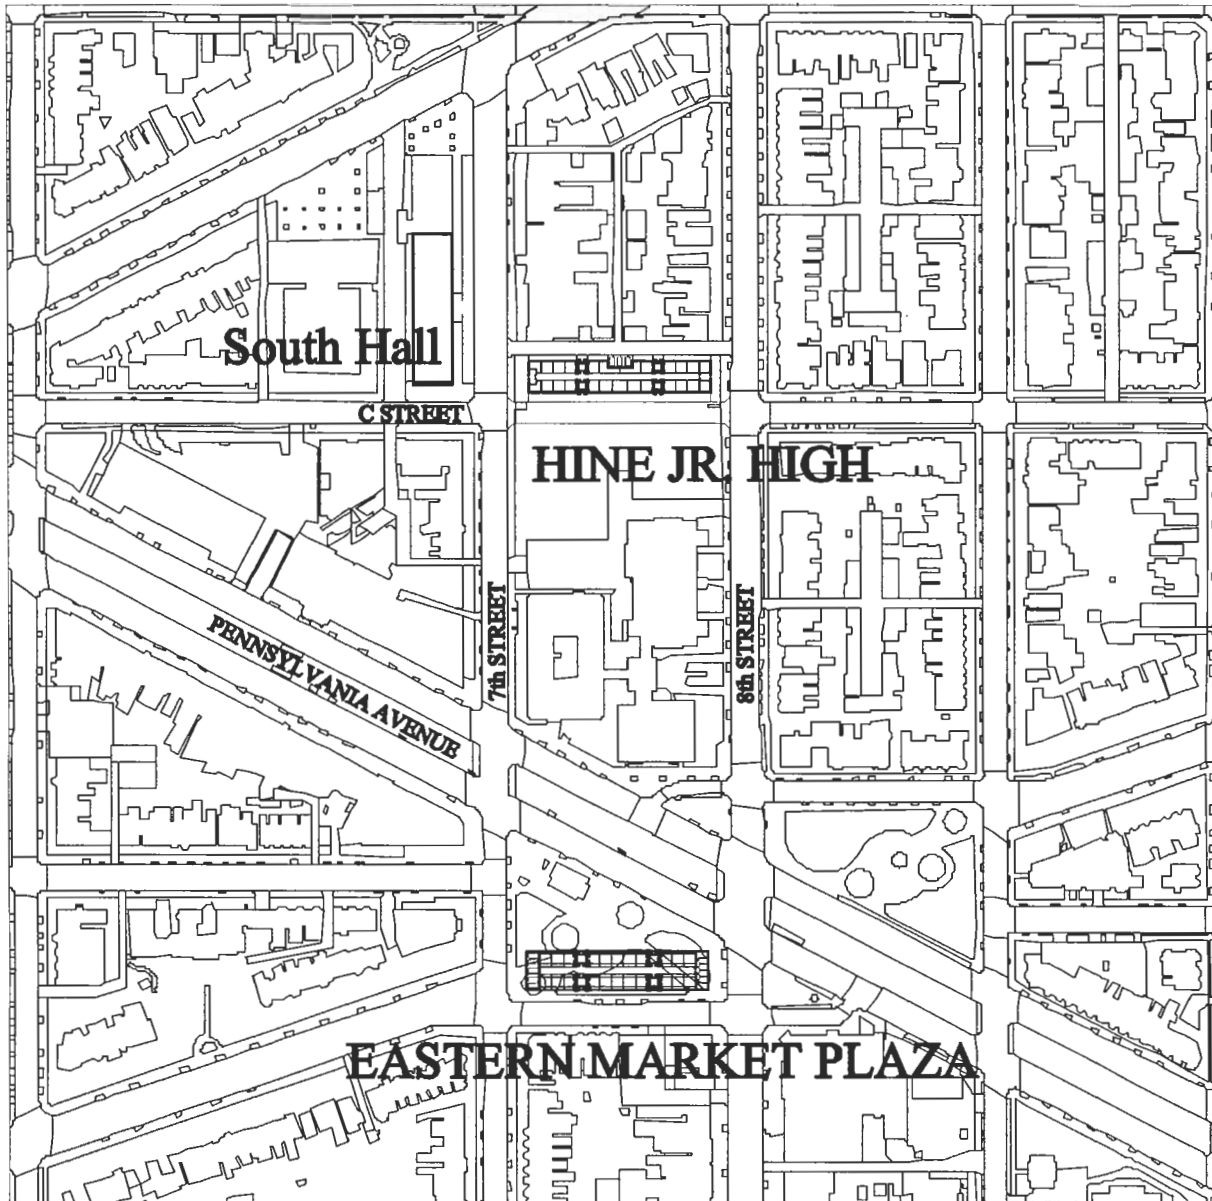 South Hall
C STREET
HINE JR. HIGH
7th STREET
8th STREET
PENNSYLVANIA AVENUE
EASTERN MARKET PLAZA